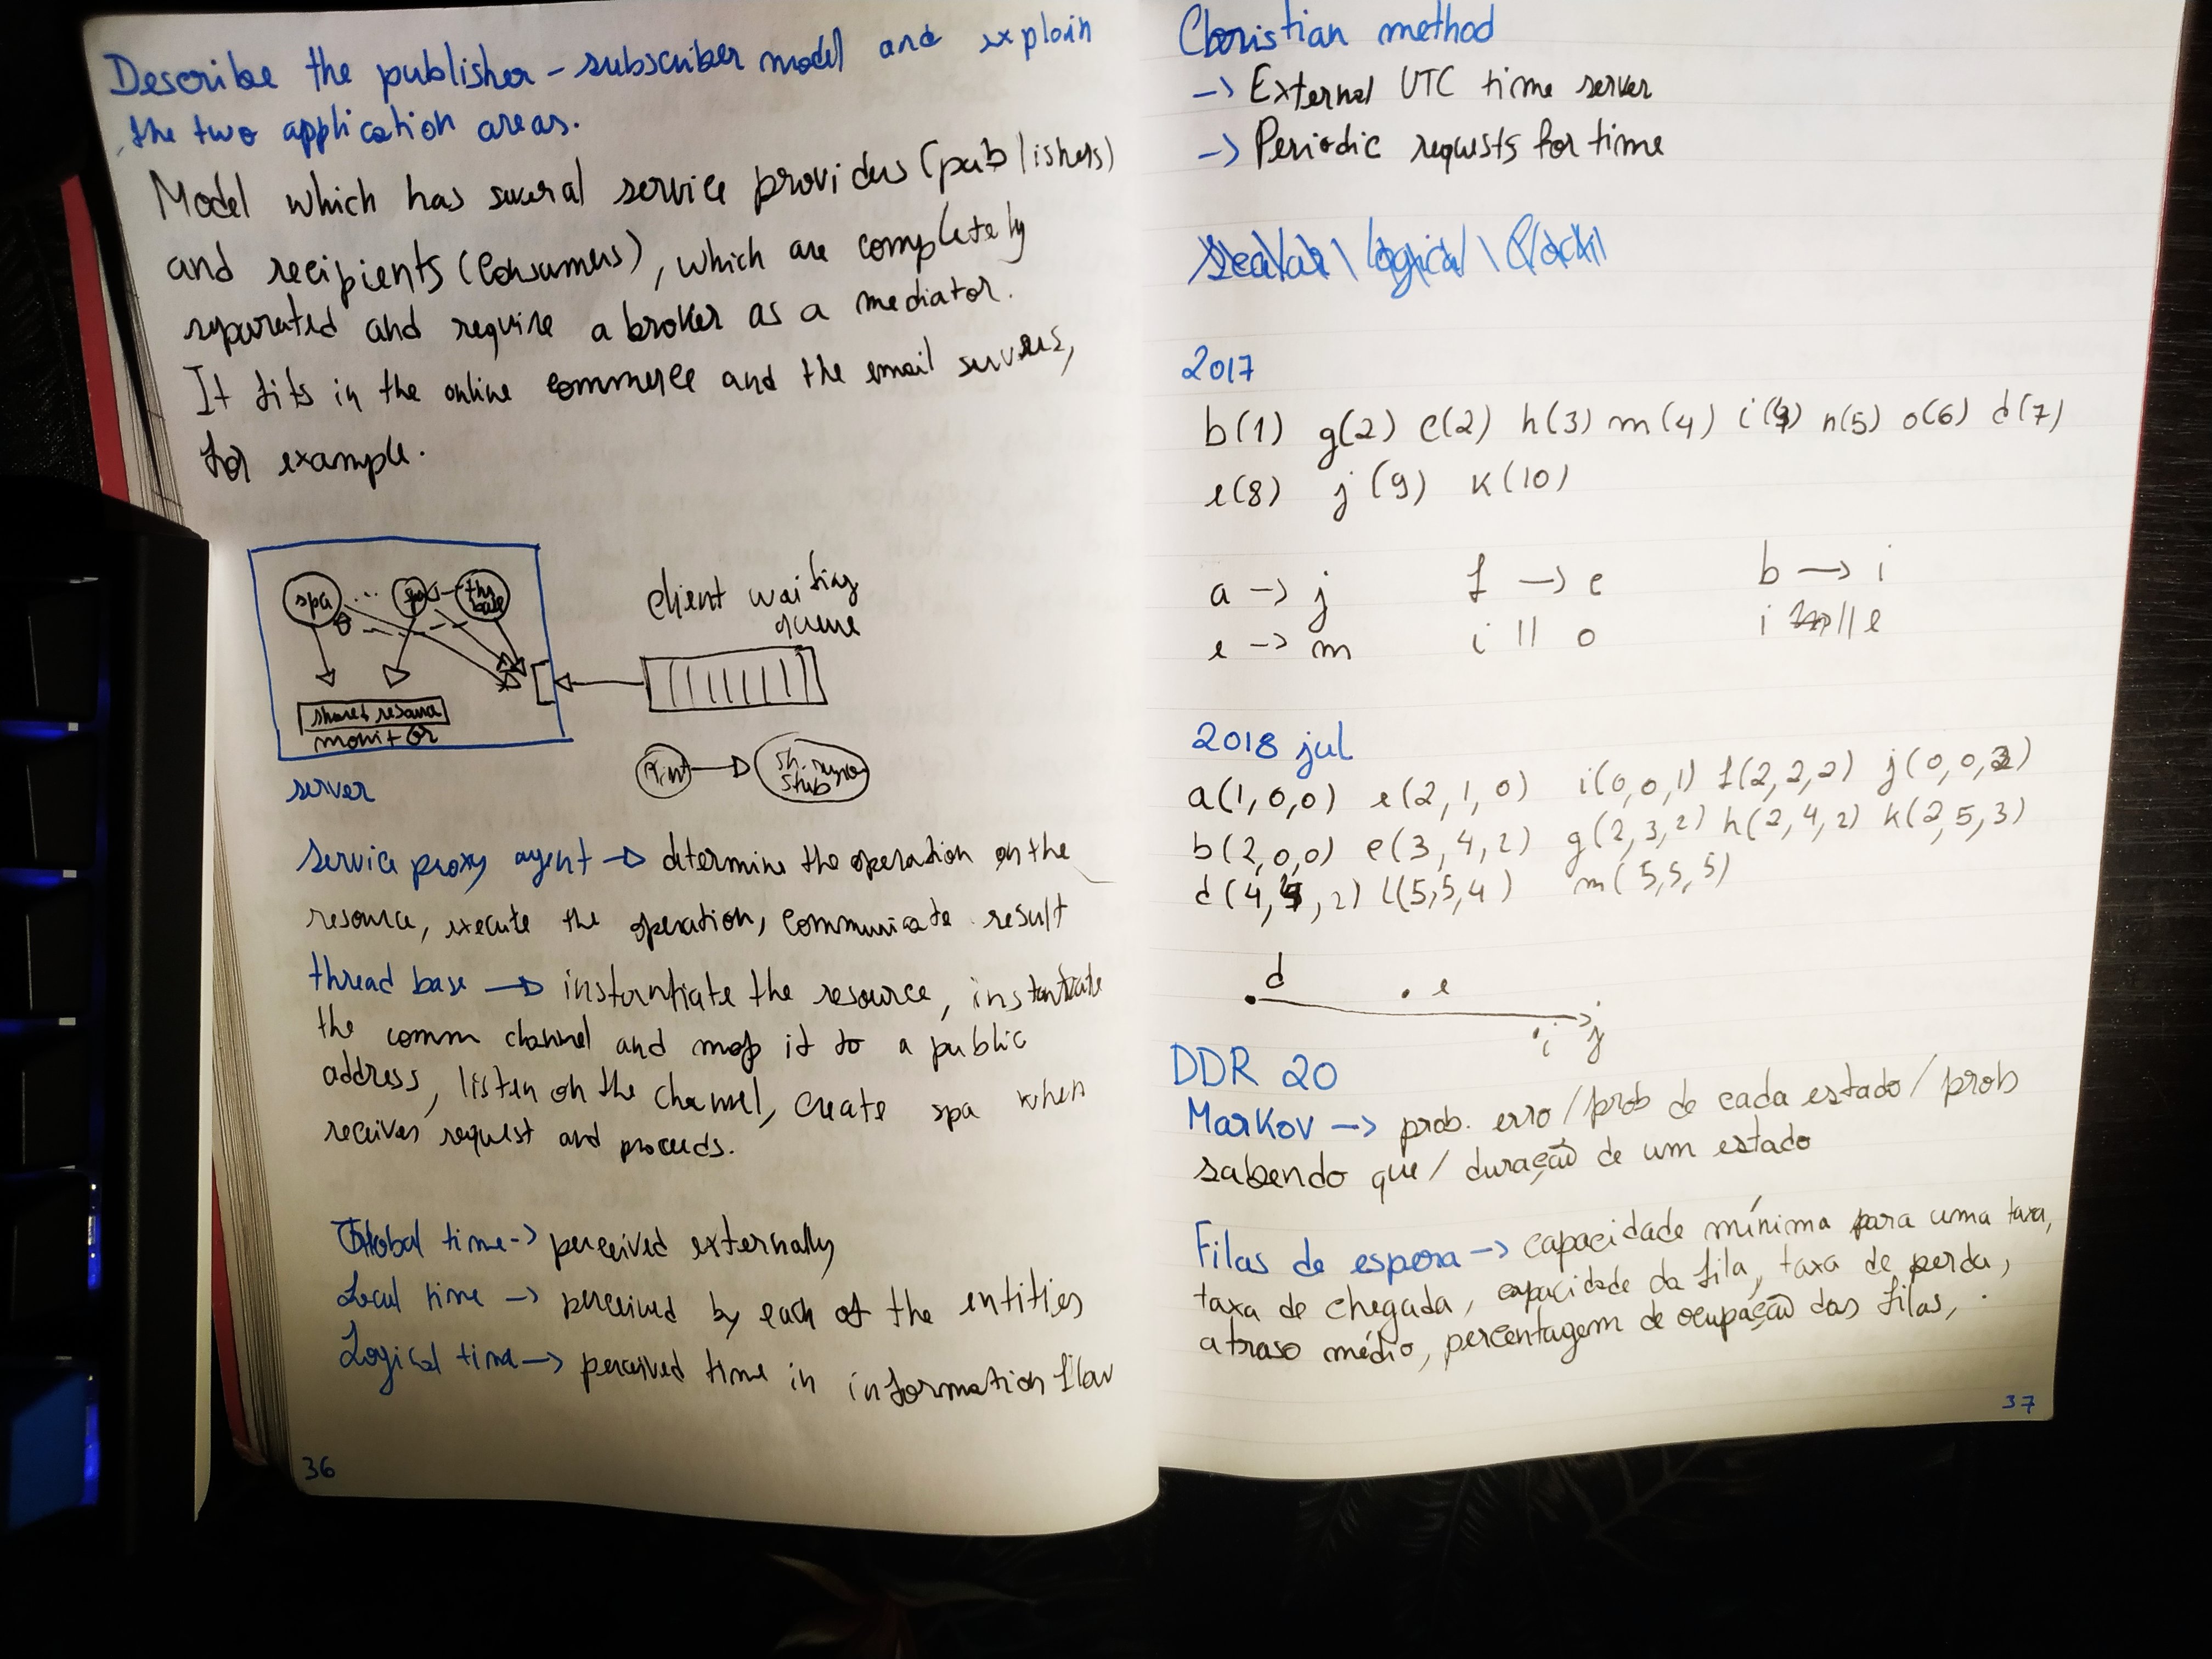 Describe the publisher - subscriber model and explain
the two application areas.
Model which has several service providers (publishers)
and recipients (consumers), which are completely
separated and require a broker as a mediator.
It fits in the online commerce and the email servers,
for example.
spa ... spa thr base
client waiting
queue
shared resource
monitor
server
service proxy agent → determine the operation on the
resource, execute the operation, communicate result
thread base → instantiate the resource, instantiate
the comm channel and map it to a public
address, listen on the channel, create spa when
receives request and proceeds.
Global time -> perceived externally
Local time -> perceived by each of the entities
Logical time -> perceived time in information flow
36
Christian method
-> External UTC time server
-> Periodic requests for time
2017
b(1) g(2) c(2) h(3) m(4) i(4) n(5) o(6) d(7)
e(8) j(9) k(10)
a -> j f -> c b -> i
e -> m i || o i || e
2018 jul
a(1,0,0) e(2,1,0) i(0,0,1) f(2,2,2) j(0,0,2)
b(2,0,0) c(3,4,2) g(2,3,2) h(2,4,2) k(2,5,3)
d(4,4,2) l(5,5,4) m(5,5,5)
d
e
i j
DDR 20
Markov -> prob. erro / prob de cada estado / prob
sabendo que / duração de um estado
Filas de espera -> capacidade mínima para uma taxa,
taxa de chegada, capacidade da fila, taxa de perda,
atraso médio, percentagem de ocupação das filas,
37